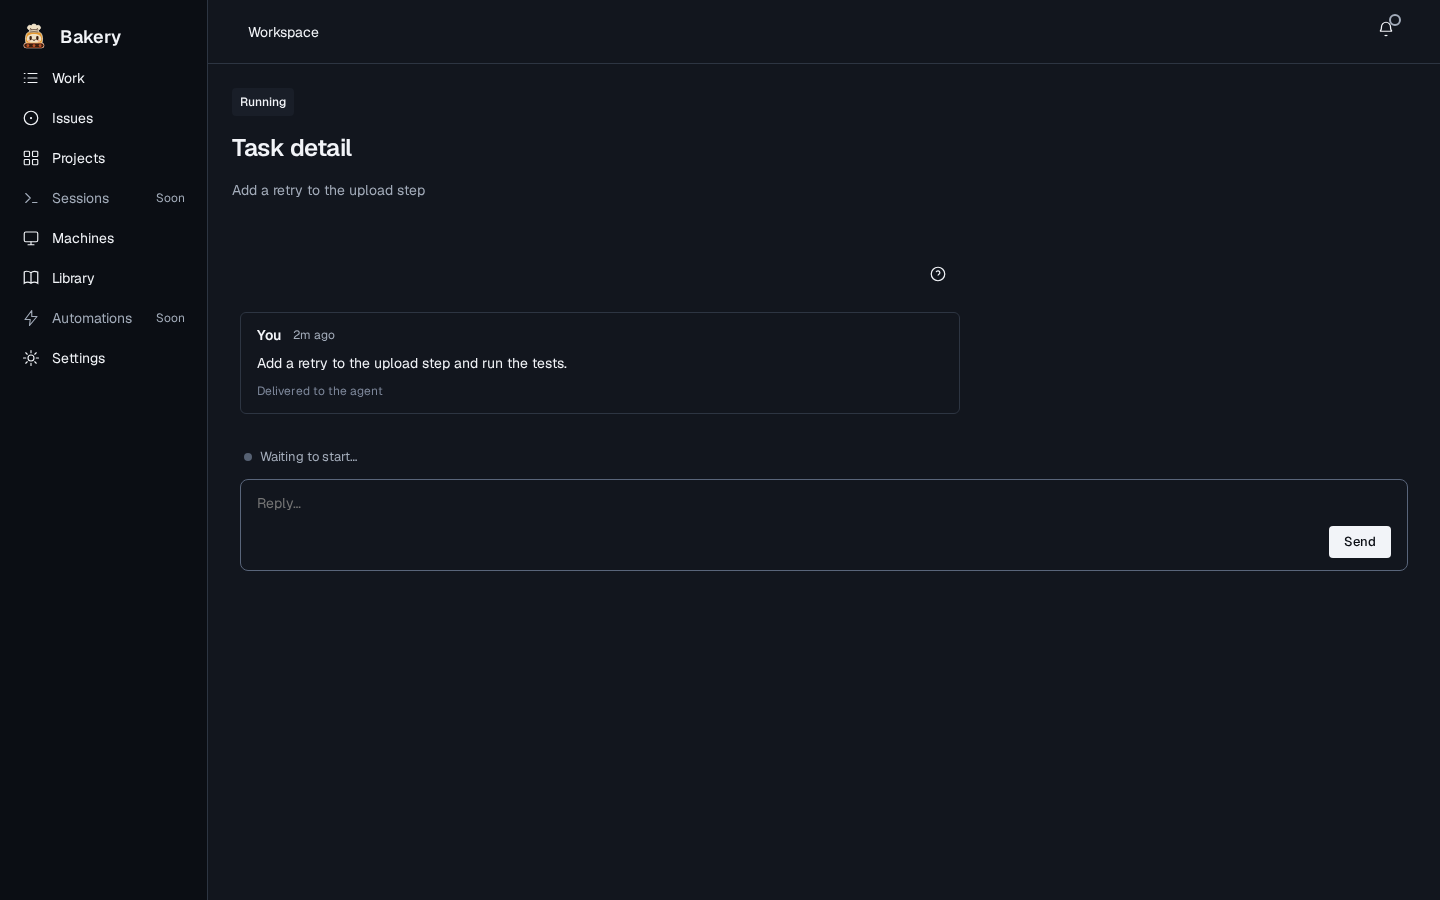 Bakery
Workspace
Work
Issues
Projects
Sessions Soon
Machines
Library
Automations Soon
Settings
Running
Task detail
Add a retry to the upload step
You 2m ago
Add a retry to the upload step and run the tests.
Delivered to the agent
Waiting to start…
Reply…
Send